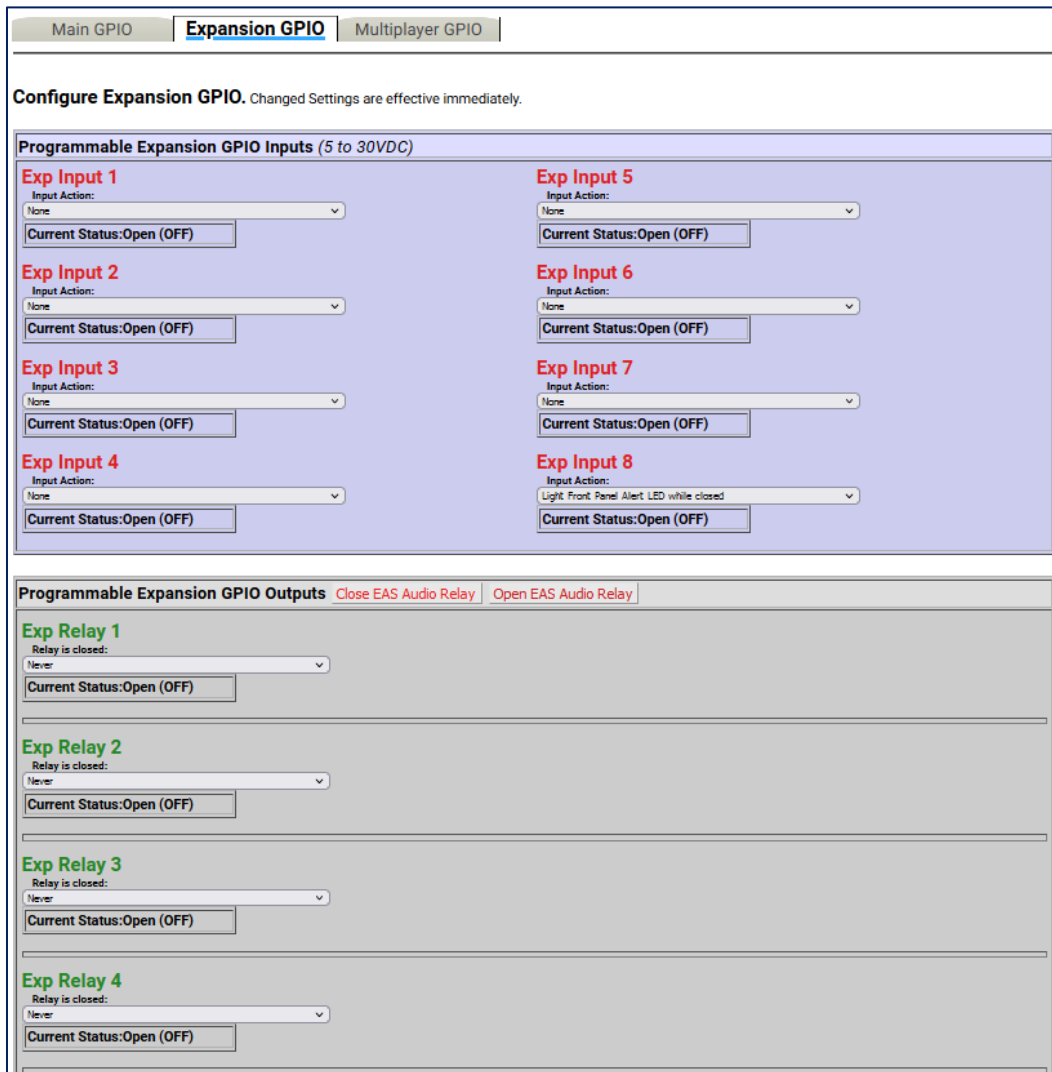 Main GPIO Expansion GPIO Multiplayer GPIO
Configure Expansion GPIO. Changed Settings are effective immediately.
Programmable Expansion GPIO Inputs (5 to 30VDC)
Exp Input 1
Input Action:
None
Current Status:Open (OFF)
Exp Input 2
Input Action:
None
Current Status:Open (OFF)
Exp Input 3
Input Action:
None
Current Status:Open (OFF)
Exp Input 4
Input Action:
None
Current Status:Open (OFF)
Exp Input 5
Input Action:
None
Current Status:Open (OFF)
Exp Input 6
Input Action:
None
Current Status:Open (OFF)
Exp Input 7
Input Action:
None
Current Status:Open (OFF)
Exp Input 8
Input Action:
Light Front Panel Alert LED while closed
Current Status:Open (OFF)
Programmable Expansion GPIO Outputs Close EAS Audio Relay Open EAS Audio Relay
Exp Relay 1
Relay is closed:
Never
Current Status:Open (OFF)
Exp Relay 2
Relay is closed:
Never
Current Status:Open (OFF)
Exp Relay 3
Relay is closed:
Never
Current Status:Open (OFF)
Exp Relay 4
Relay is closed:
Never
Current Status:Open (OFF)